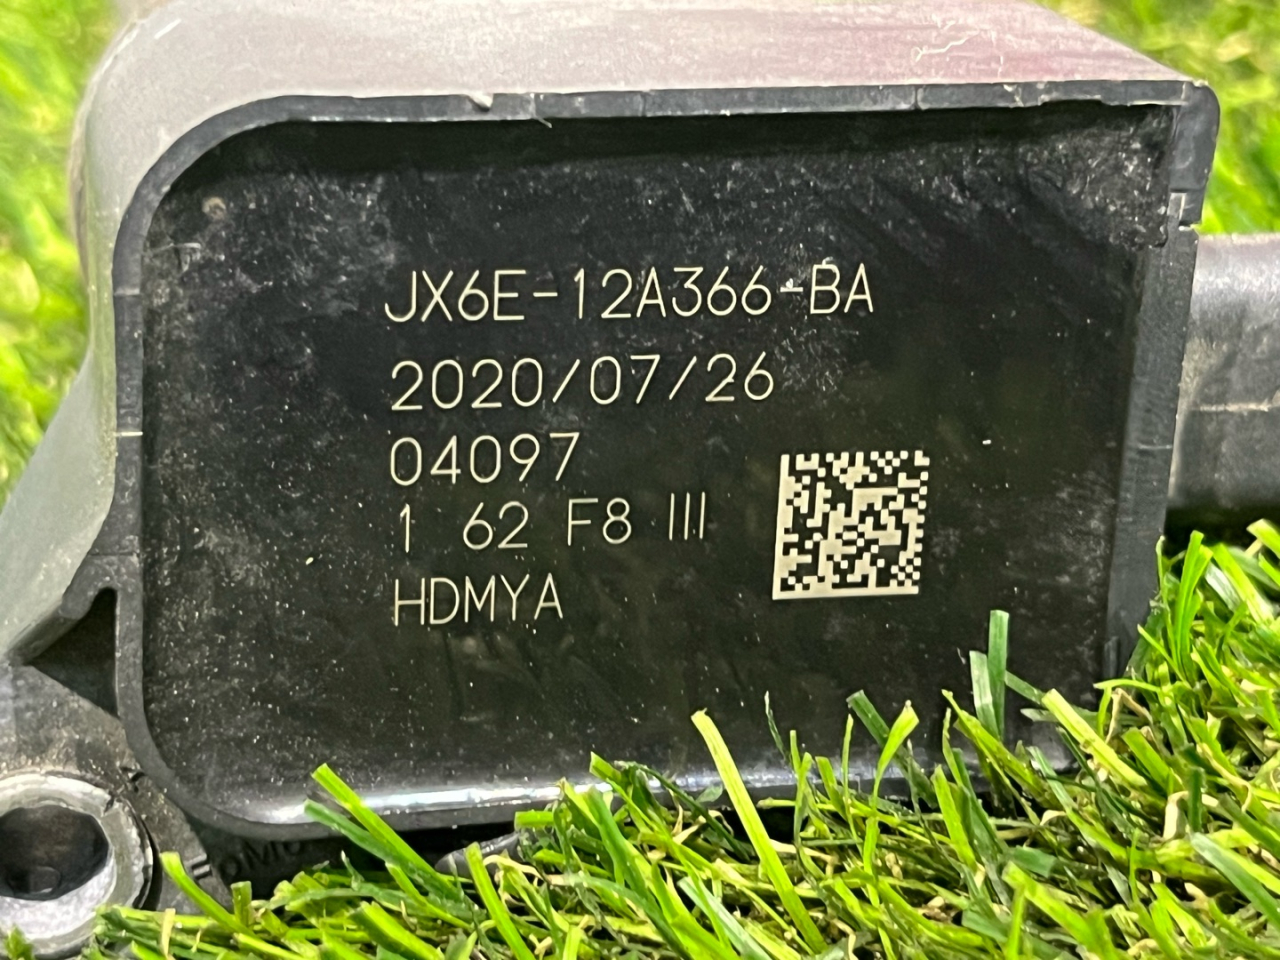 JX6E-12A366-BA
2020/07/26
04097
1 62 F8 III
HDMYA